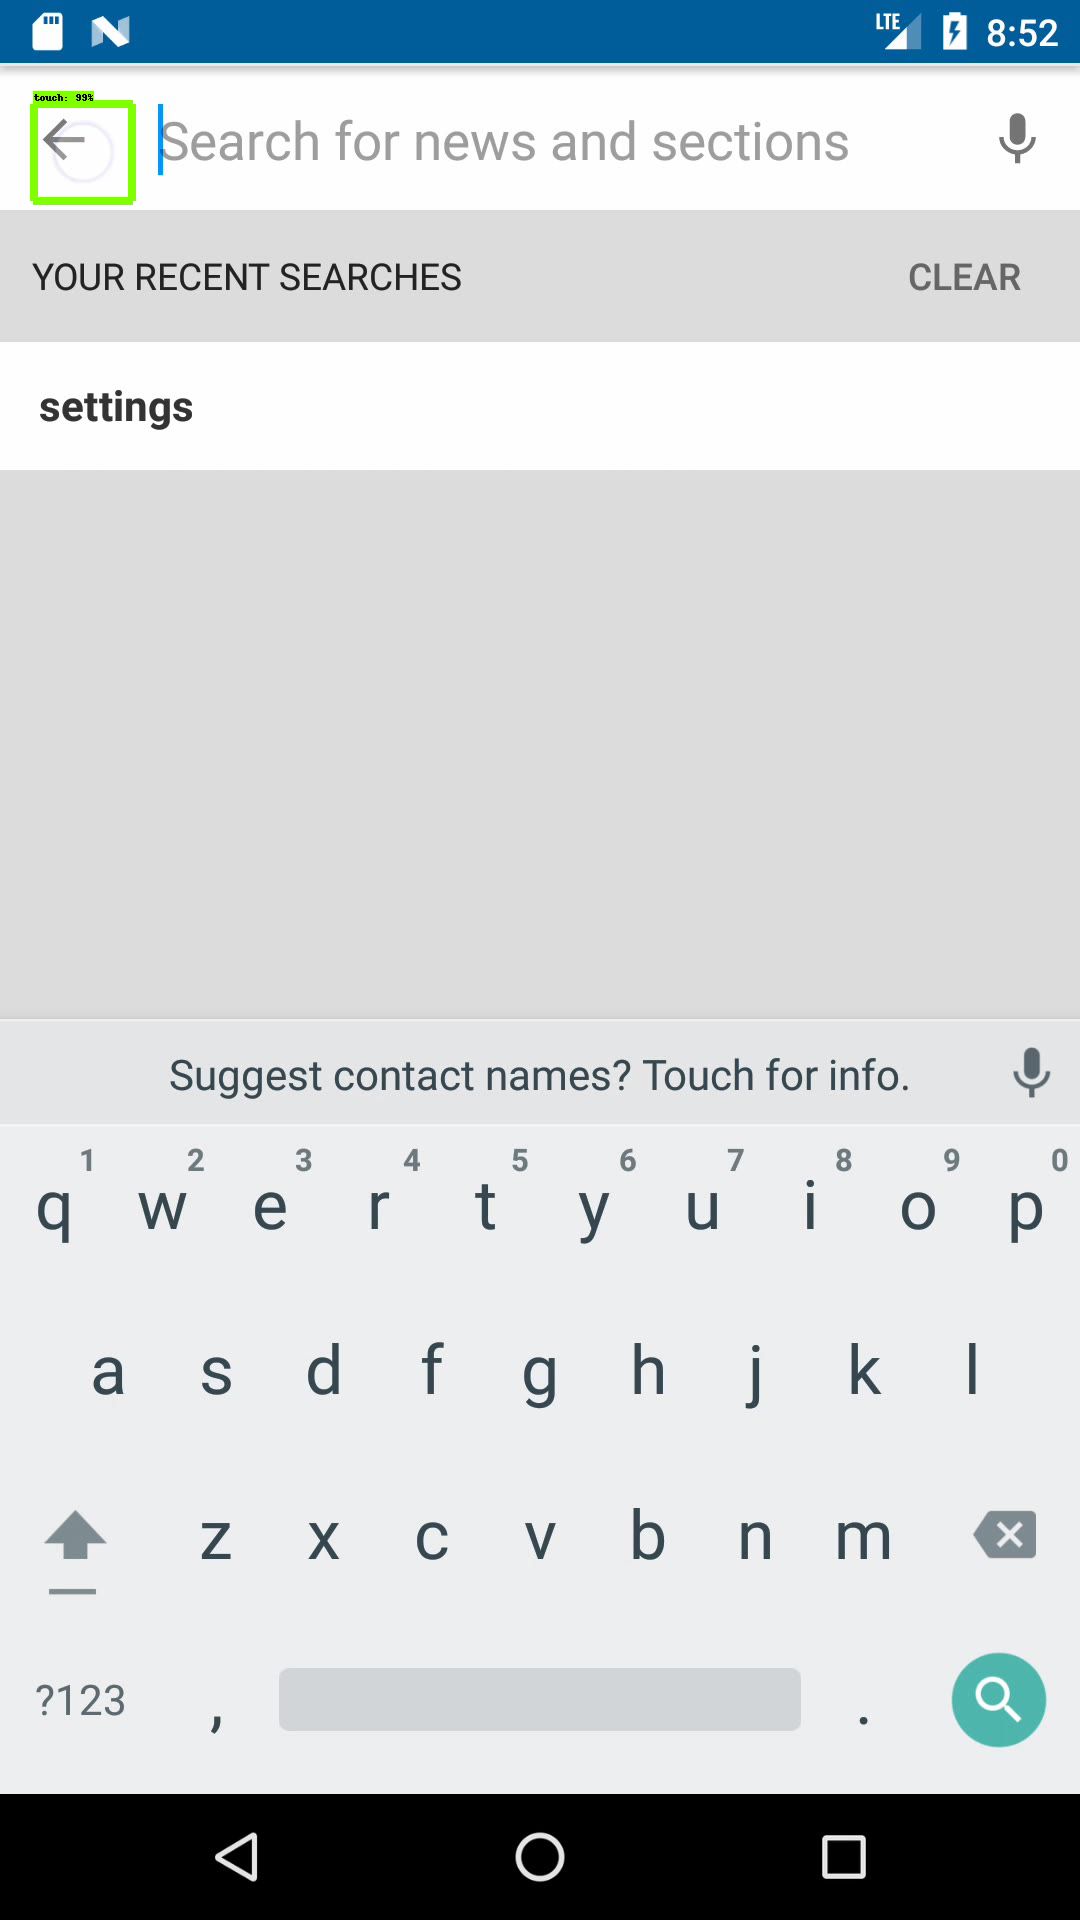 LTE 8:52
touch: 99%
Search for news and sections
YOUR RECENT SEARCHES CLEAR
settings
Suggest contact names? Touch for info.
1 2 3 4 5 6 7 8 9 0
q w e r t y u i o p
a s d f g h j k l
z x c v b n m
?123 , .